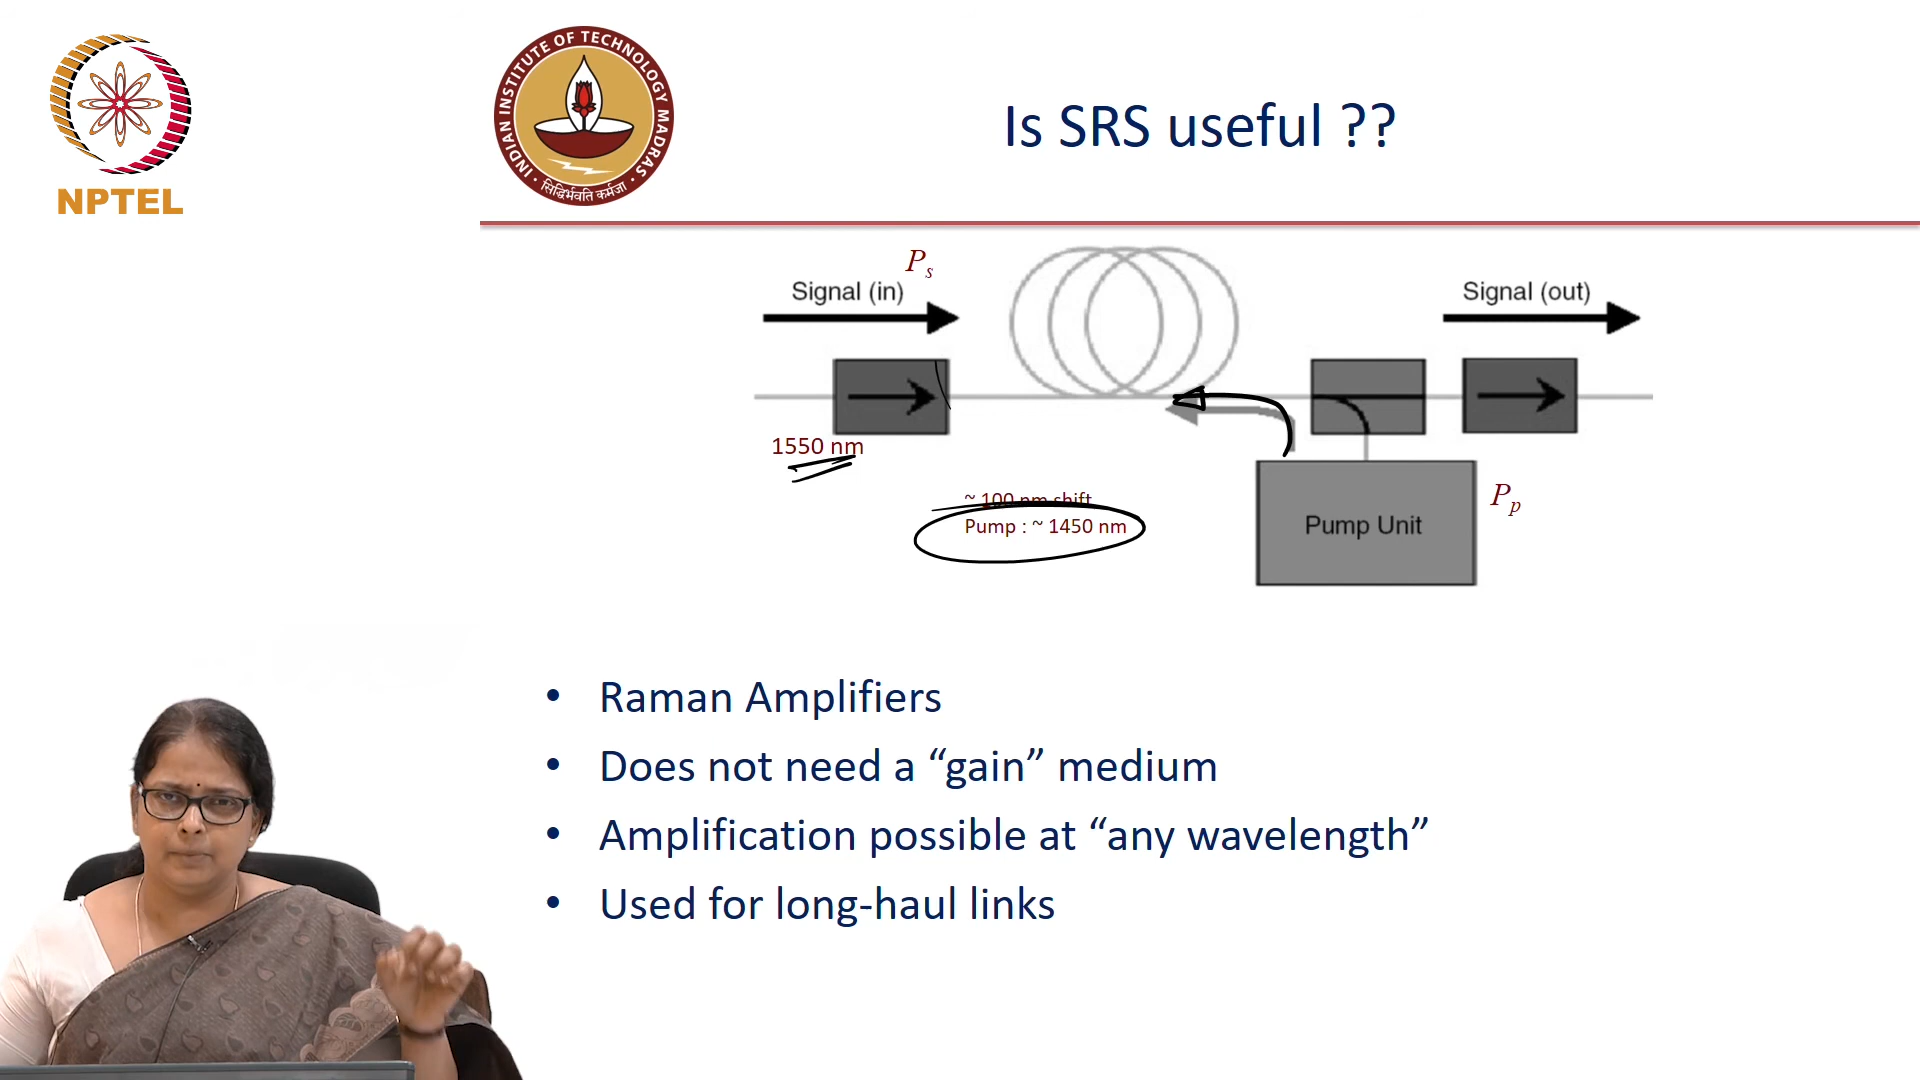 NPTEL
INDIAN INSTITUTE OF TECHNOLOGY MADRAS
सिद्धिर्भवति कर्मजा
Is SRS useful ??
Ps
Signal (in)
Signal (out)
1550 nm
~ 100 nm shift
Pump : ~ 1450 nm
Pp
Pump Unit
• Raman Amplifiers
• Does not need a “gain” medium
• Amplification possible at “any wavelength”
• Used for long-haul links